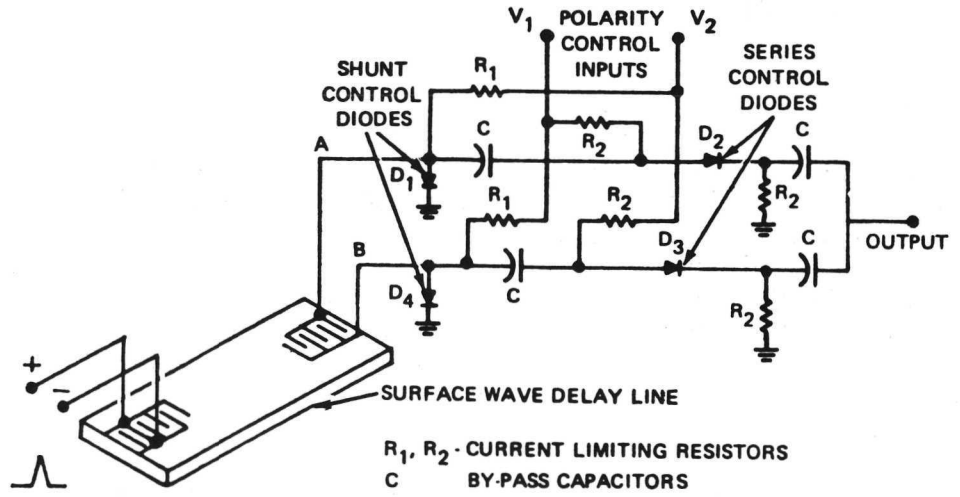 V1 POLARITY CONTROL INPUTS V2
SHUNT CONTROL DIODES
SERIES CONTROL DIODES
R1
A
C
R2
D2
C
D1
R2
R1
R2
OUTPUT
B
D3
C
D4
C
R2
+
−
SURFACE WAVE DELAY LINE
R1, R2 - CURRENT LIMITING RESISTORS
C BY-PASS CAPACITORS